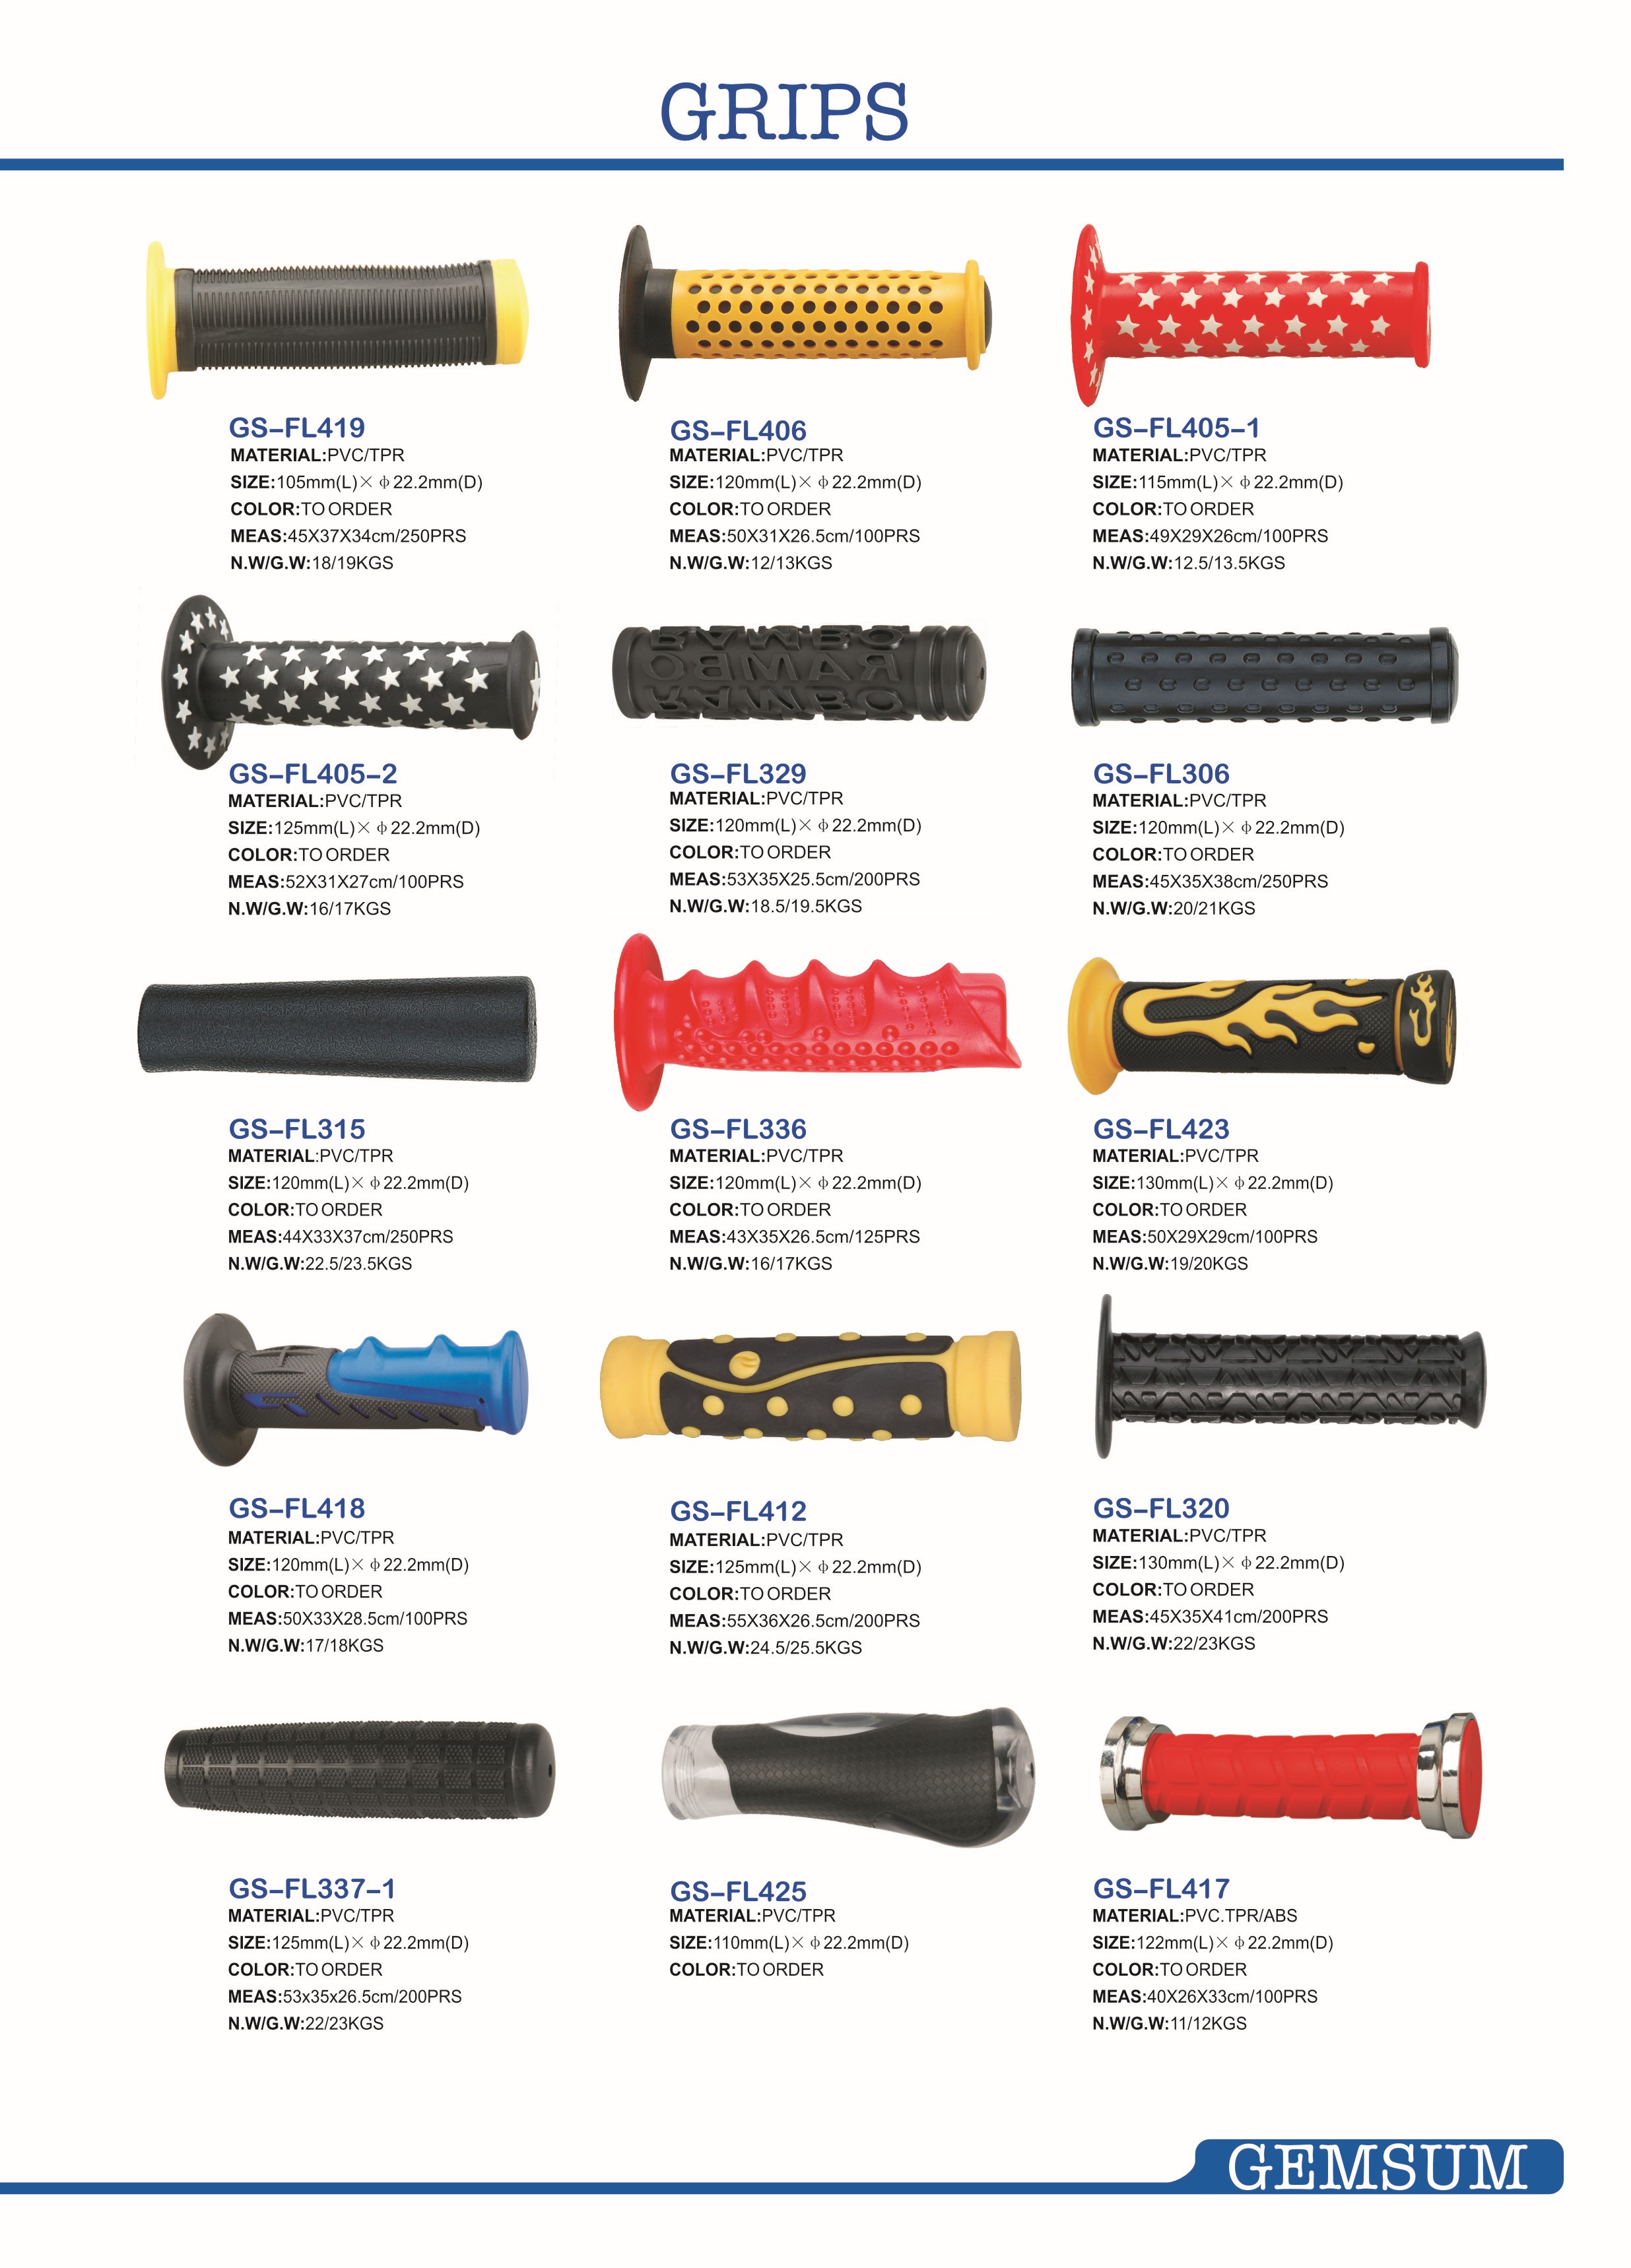 GRIPS
GS-FL419
MATERIAL:PVC/TPR
SIZE:105mm(L)×φ22.2mm(D)
COLOR:TO ORDER
MEAS:45X37X34cm/250PRS
N.W/G.W:18/19KGS
GS-FL406
MATERIAL:PVC/TPR
SIZE:120mm(L)×φ22.2mm(D)
COLOR:TO ORDER
MEAS:50X31X26.5cm/100PRS
N.W/G.W:12/13KGS
GS-FL405-1
MATERIAL:PVC/TPR
SIZE:115mm(L)×φ22.2mm(D)
COLOR:TO ORDER
MEAS:49X29X26cm/100PRS
N.W/G.W:12.5/13.5KGS
GS-FL405-2
MATERIAL:PVC/TPR
SIZE:125mm(L)×φ22.2mm(D)
COLOR:TO ORDER
MEAS:52X31X27cm/100PRS
N.W/G.W:16/17KGS
RAMBO
GS-FL329
MATERIAL:PVC/TPR
SIZE:120mm(L)×φ22.2mm(D)
COLOR:TO ORDER
MEAS:53X35X25.5cm/200PRS
N.W/G.W:18.5/19.5KGS
GS-FL306
MATERIAL:PVC/TPR
SIZE:120mm(L)×φ22.2mm(D)
COLOR:TO ORDER
MEAS:45X35X38cm/250PRS
N.W/G.W:20/21KGS
GS-FL315
MATERIAL:PVC/TPR
SIZE:120mm(L)×φ22.2mm(D)
COLOR:TO ORDER
MEAS:44X33X37cm/250PRS
N.W/G.W:22.5/23.5KGS
GS-FL336
MATERIAL:PVC/TPR
SIZE:120mm(L)×φ22.2mm(D)
COLOR:TO ORDER
MEAS:43X35X26.5cm/125PRS
N.W/G.W:16/17KGS
GS-FL423
MATERIAL:PVC/TPR
SIZE:130mm(L)×φ22.2mm(D)
COLOR:TO ORDER
MEAS:50X29X29cm/100PRS
N.W/G.W:19/20KGS
GS-FL418
MATERIAL:PVC/TPR
SIZE:120mm(L)×φ22.2mm(D)
COLOR:TO ORDER
MEAS:50X33X28.5cm/100PRS
N.W/G.W:17/18KGS
GS-FL412
MATERIAL:PVC/TPR
SIZE:125mm(L)×φ22.2mm(D)
COLOR:TO ORDER
MEAS:55X36X26.5cm/200PRS
N.W/G.W:24.5/25.5KGS
GS-FL320
MATERIAL:PVC/TPR
SIZE:130mm(L)×φ22.2mm(D)
COLOR:TO ORDER
MEAS:45X35X41cm/200PRS
N.W/G.W:22/23KGS
GS-FL337-1
MATERIAL:PVC/TPR
SIZE:125mm(L)×φ22.2mm(D)
COLOR:TO ORDER
MEAS:53x35x26.5cm/200PRS
N.W/G.W:22/23KGS
GS-FL425
MATERIAL:PVC/TPR
SIZE:110mm(L)×φ22.2mm(D)
COLOR:TO ORDER
GS-FL417
MATERIAL:PVC.TPR/ABS
SIZE:122mm(L)×φ22.2mm(D)
COLOR:TO ORDER
MEAS:40X26X33cm/100PRS
N.W/G.W:11/12KGS
GEMSUM